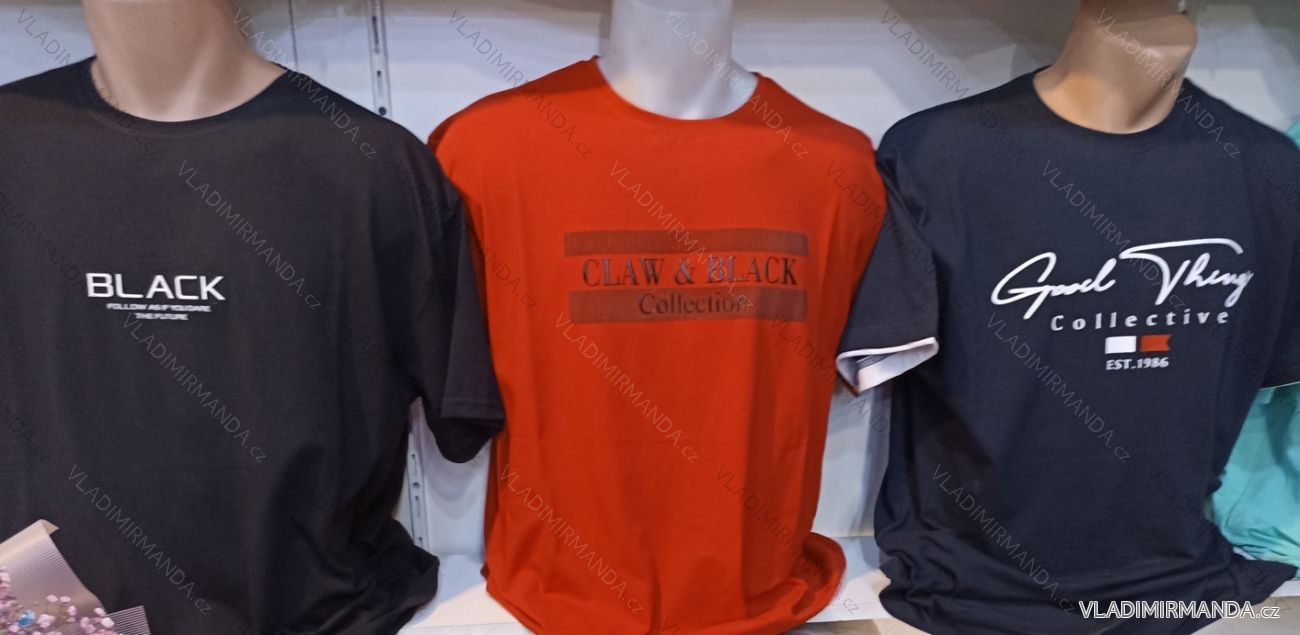 BLACK
FOLLOW AS IF YOU DARE
THE FUTURE
CLAW & BLACK
Collection
Good Thing
Collective
EST.1986
VLADIMIRMANDA.cz